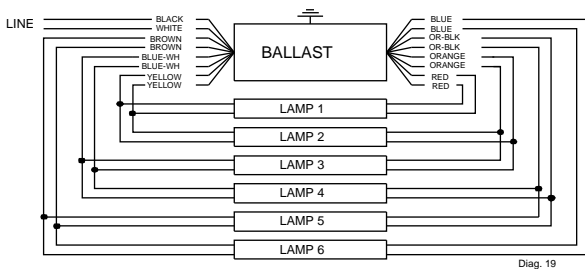 LINE
BLACK
WHITE
BROWN
BROWN
BLUE-WH
BLUE-WH
YELLOW
YELLOW
BALLAST
BLUE
BLUE
OR-BLK
OR-BLK
ORANGE
ORANGE
RED
RED
LAMP 1
LAMP 2
LAMP 3
LAMP 4
LAMP 5
LAMP 6
Diag. 19